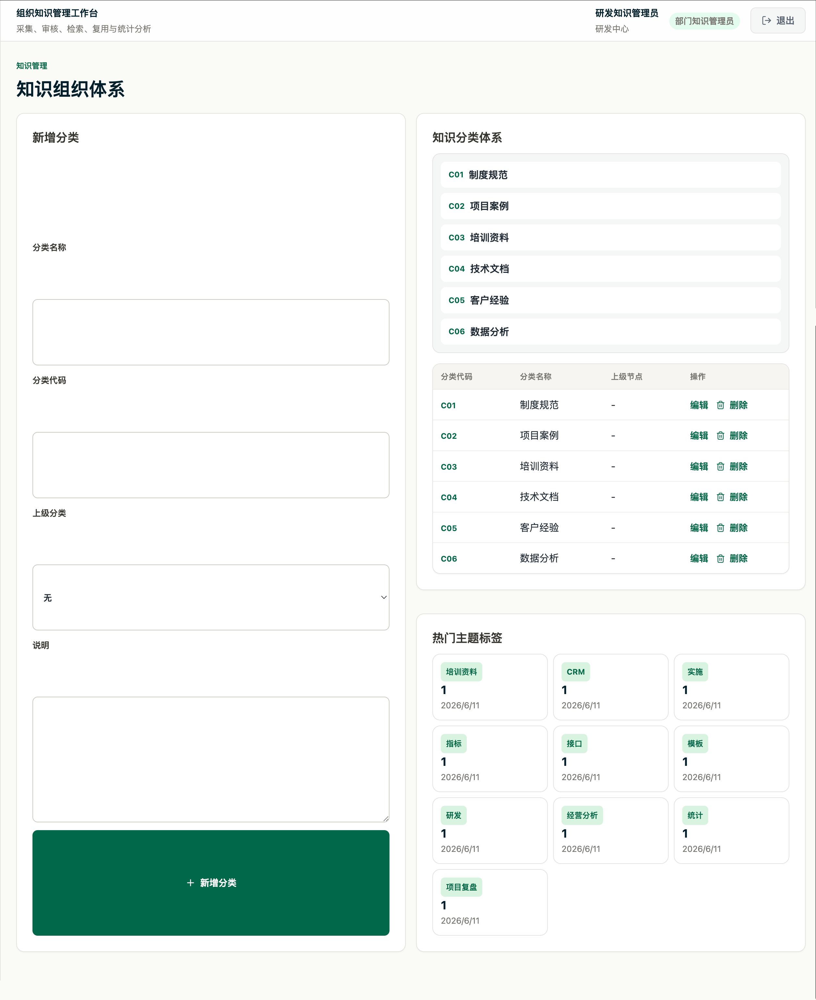 组织知识管理工作台
采集、审核、检索、复用与统计分析
研发知识管理员
研发中心
部门知识管理员
退出
知识管理
知识组织体系
新增分类
分类名称
分类代码
上级分类
无
说明
新增分类
知识分类体系
C01 制度规范
C02 项目案例
C03 培训资料
C04 技术文档
C05 客户经验
C06 数据分析
分类代码 分类名称 上级节点 操作
C01 制度规范 - 编辑 删除
C02 项目案例 - 编辑 删除
C03 培训资料 - 编辑 删除
C04 技术文档 - 编辑 删除
C05 客户经验 - 编辑 删除
C06 数据分析 - 编辑 删除
热门主题标签
培训资料
1
2026/6/11
CRM
1
2026/6/11
实施
1
2026/6/11
指标
1
2026/6/11
接口
1
2026/6/11
模板
1
2026/6/11
研发
1
2026/6/11
经营分析
1
2026/6/11
统计
1
2026/6/11
项目复盘
1
2026/6/11